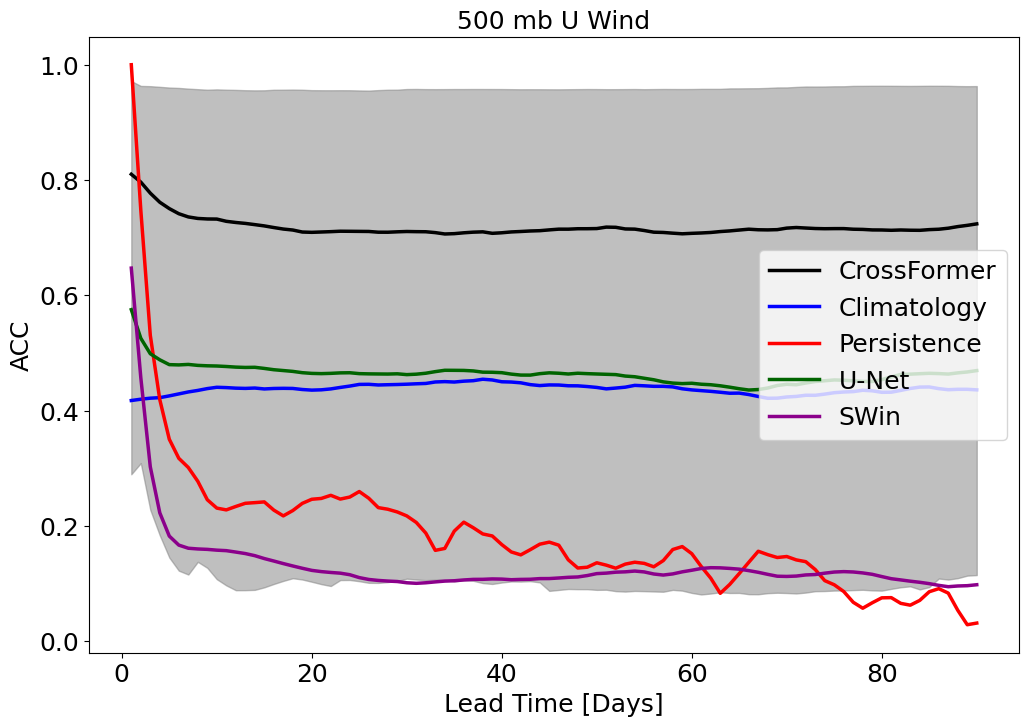 500 mb U Wind
ACC
1.0
0.8
0.6
0.4
0.2
0.0
CrossFormer
Climatology
Persistence
U-Net
SWin
0
20
40
60
80
Lead Time [Days]